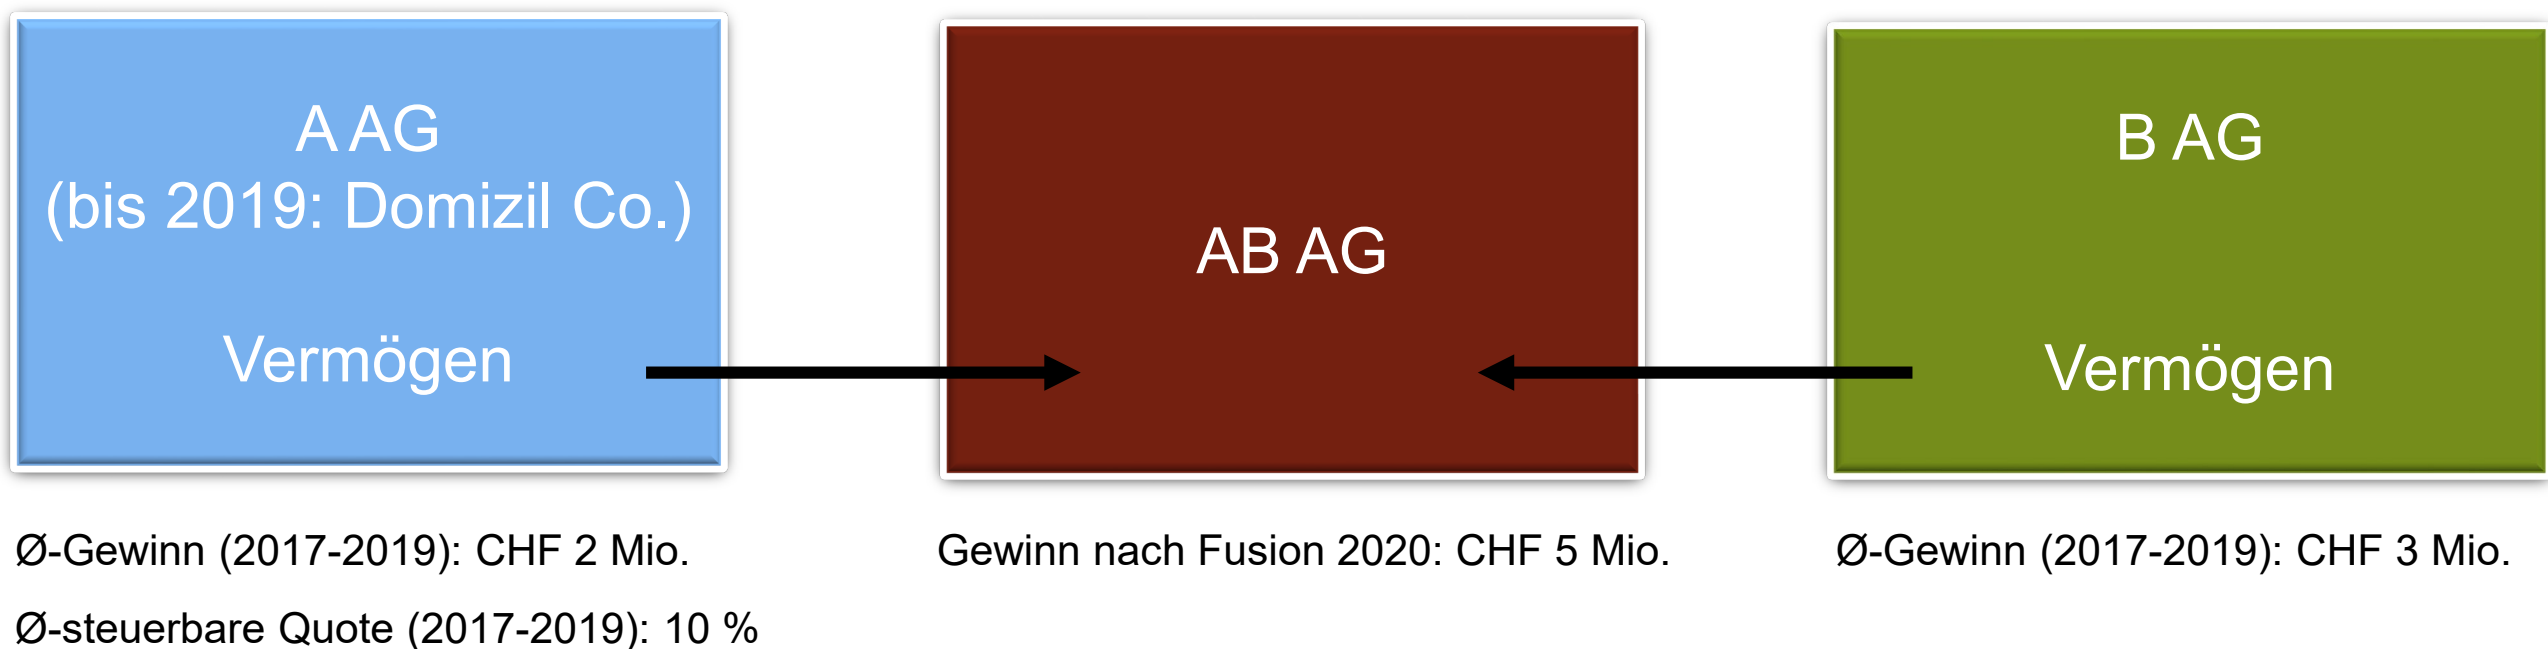 A AG
(bis 2019: Domizil Co.)
Vermögen
AB AG
B AG
Vermögen
Ø-Gewinn (2017-2019): CHF 2 Mio.
Ø-steuerbare Quote (2017-2019): 10 %
Gewinn nach Fusion 2020: CHF 5 Mio.
Ø-Gewinn (2017-2019): CHF 3 Mio.